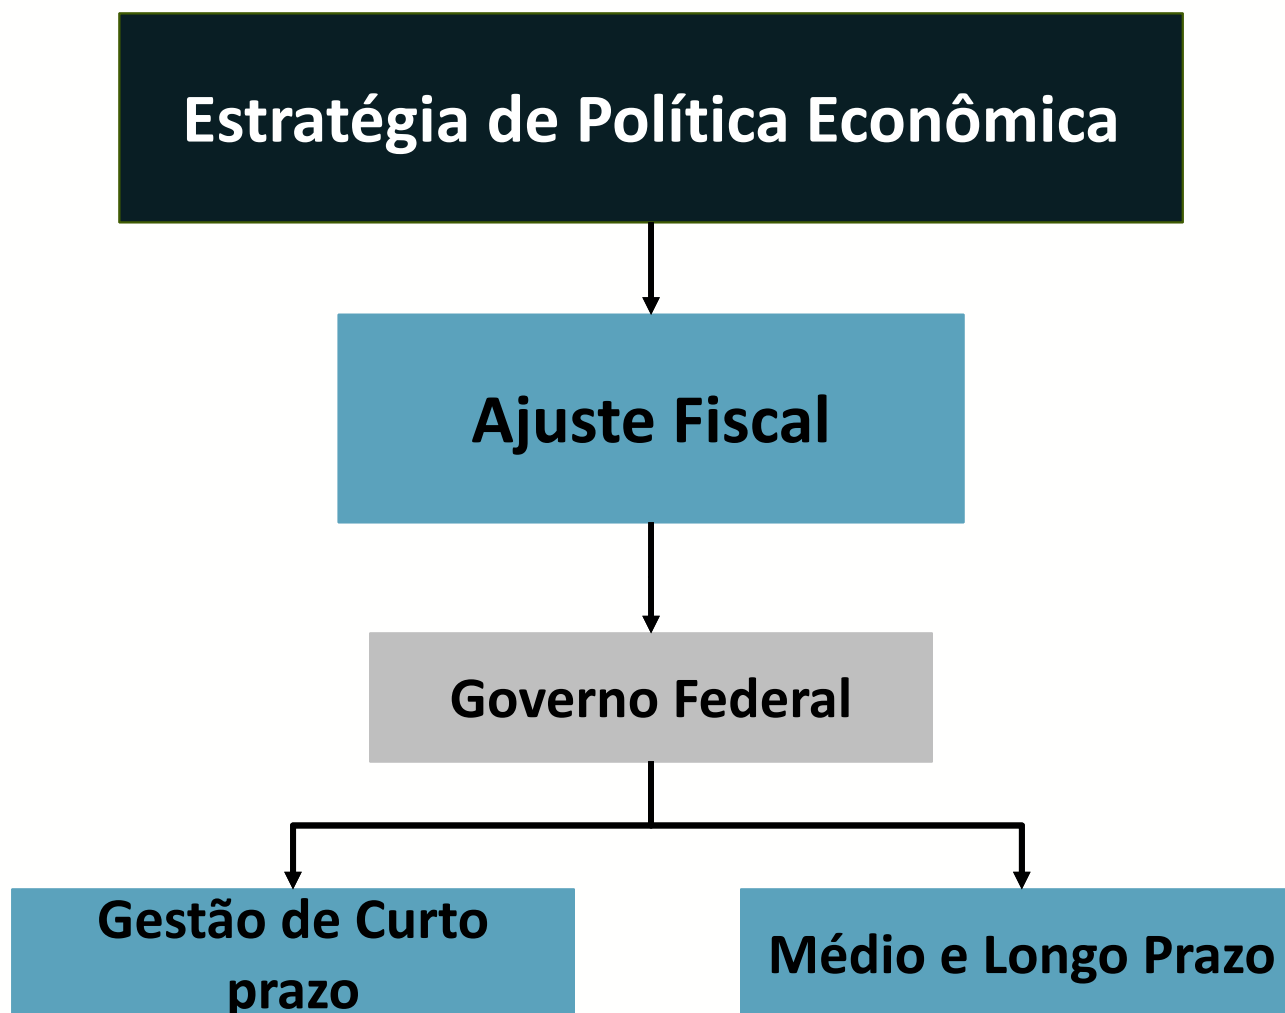 Estratégia de Política Econômica
Ajuste Fiscal
Governo Federal
Gestão de Curto
prazo
Médio e Longo Prazo